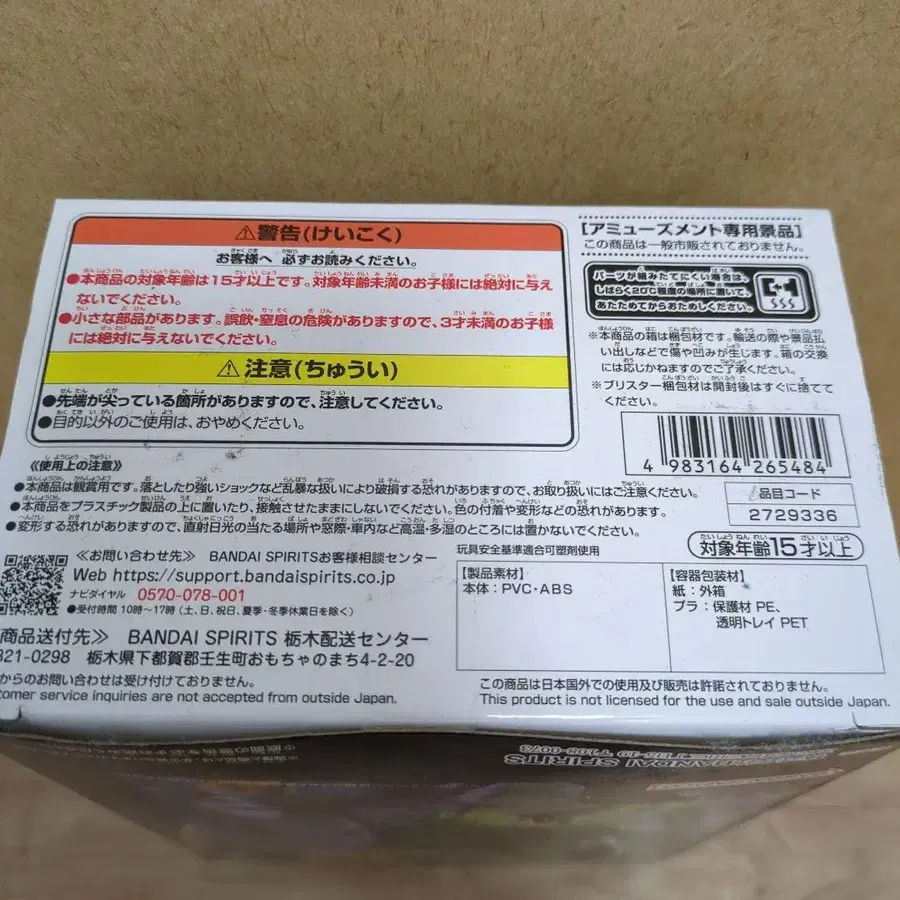 ⚠警告(けいこく)
お客様へ 必ずお読みください。
●本商品の対象年齢は15才以上です。対象年齢未満のお子様には絶対に与え
ないでください。
●小さな部品があります。誤飲・窒息の危険がありますので、3才未満のお子様
には絶対に与えないでください。
⚠注意(ちゅうい)
●先端が尖っている箇所がありますので、注意してください。
●目的以外のご使用は、おやめください。
[アミューズメント専用景品]
この商品は一般市販されておりません。
パーツが組みたてにくい場合は、
しばらく20℃程度の場所に置いて、
あたためてからおためしください。
※本商品の箱は梱包材です。輸送の際や景品払
い出しなどで傷や凹みが生じます。箱の交換
には応じかねますのでご了承ください。
※ブリスター梱包材は開封後はすぐに捨てて
ください。
4 983164 265484
品目コード
2729336
対象年齢15才以上
《使用上の注意》
●本商品は観賞用です。落としたり強いショックなど乱暴な扱いにより破損する恐れがありますので、お取り扱いにはご注意ください。
●本商品をプラスチック製品の上に置いたり、接触させたままにしないでください。色の付着や変形などの恐れがあります。
●変形する恐れがありますので、直射日光の当たる場所や窓際・車内など高温・多湿のところには置かないでください。
≪お問い合わせ先≫ BANDAI SPIRITSお客様相談センター
Web https://support.bandaispirits.co.jp
ナビダイヤル 0570-078-001
●受付時間 10時~17時(土、日、祝日、夏季・冬季休業日を除く)
商品送付先≫ BANDAI SPIRITS 栃木配送センター
321-0298 栃木県下都賀郡壬生町おもちゃのまち4-2-20
からのお問い合わせは受け付けておりません。
tomer service inquiries are not accepted from outside Japan.
玩具安全基準適合可塑剤使用
【製品素材】
本体：PVC・ABS
【容器包装材】
紙：外箱
プラ：保護材 PE、
透明トレイ PET
この商品は日本国外での使用及び販売は許諾されておりません。
This product is not licensed for the use and sale outside Japan.
BANDAI SPIRITS